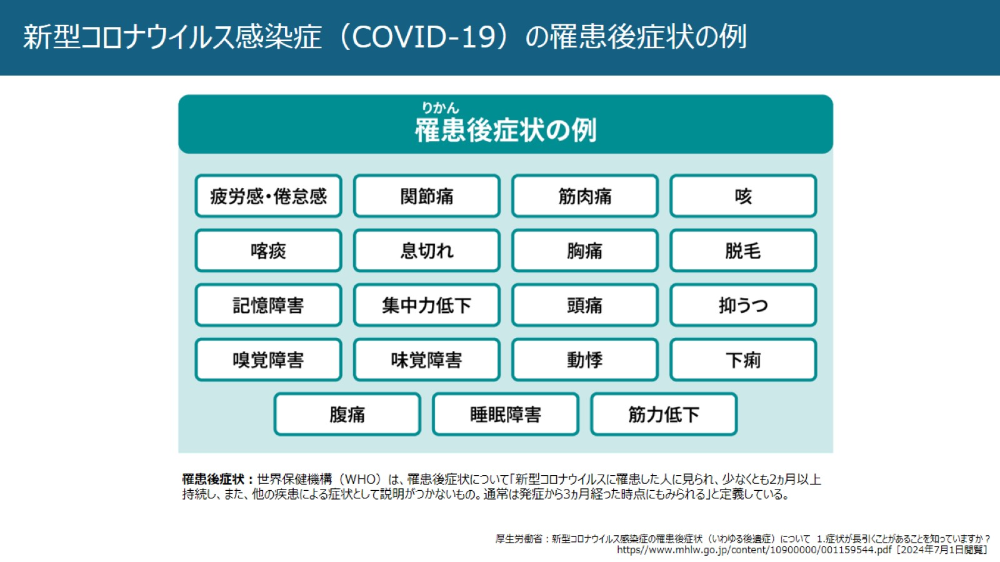 新型コロナウイルス感染症（COVID-19）の罹患後症状の例
りかん
罹患後症状の例
疲労感・倦怠感 関節痛 筋肉痛 咳
喀痰 息切れ 胸痛 脱毛
記憶障害 集中力低下 頭痛 抑うつ
嗅覚障害 味覚障害 動悸 下痢
腹痛 睡眠障害 筋力低下
罹患後症状：世界保健機構（WHO）は、罹患後症状について「新型コロナウイルスに罹患した人に見られ、少なくとも2ヵ月以上
持続し、また、他の疾患による症状として説明がつかないもの。通常は発症から3ヵ月経った時点にもみられる」と定義している。
厚生労働省：新型コロナウイルス感染症の罹患後症状（いわゆる後遺症）について 1.症状が長引くことがあることを知っていますか？
https//www.mhlw.go.jp/content/10900000/001159544.pdf［2024年7月1日閲覧］